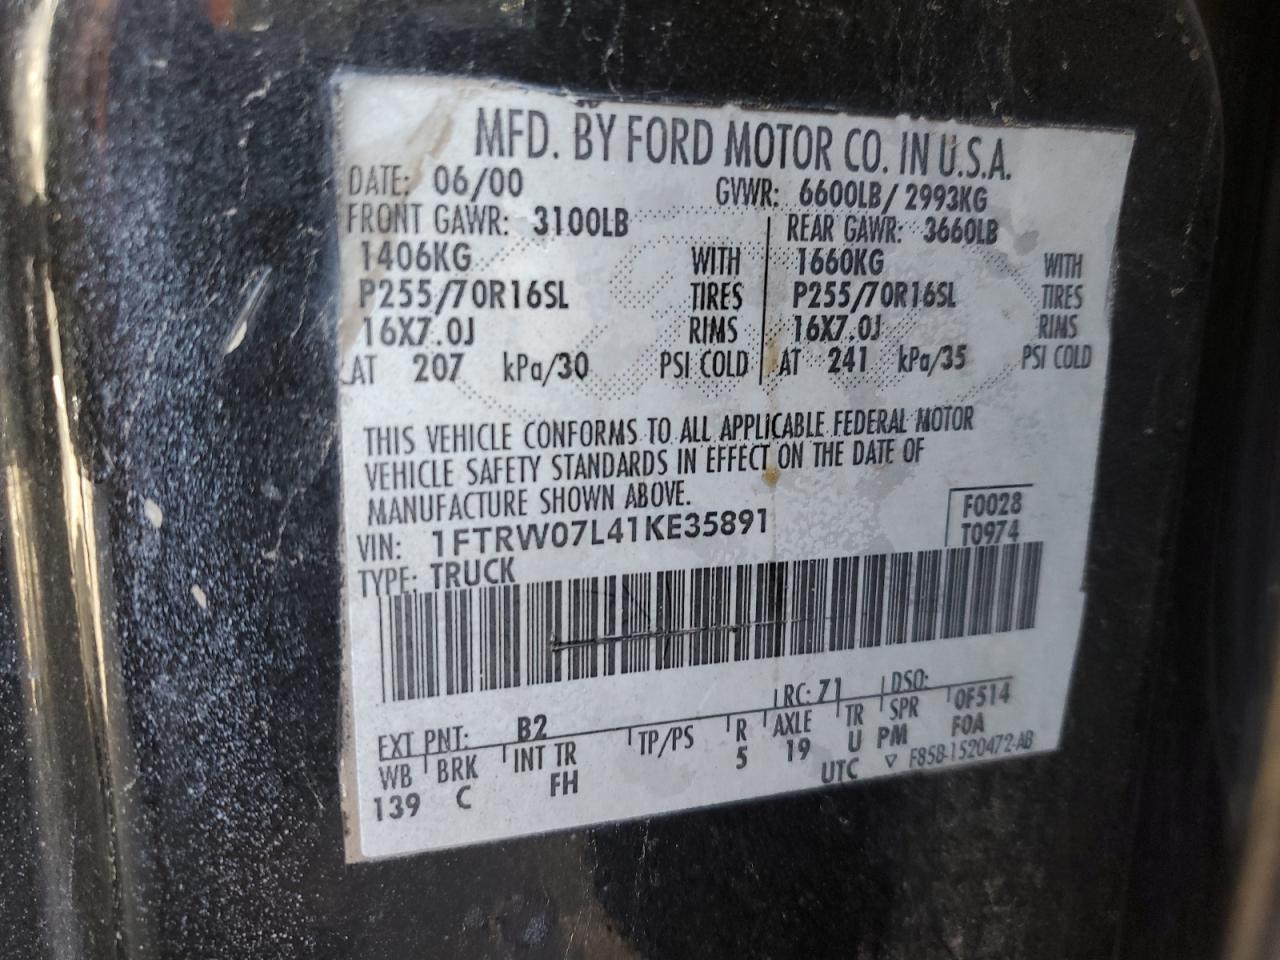 MFD. BY FORD MOTOR CO. IN U.S.A.
DATE: 06/00 GVWR: 6600LB/ 2993KG
FRONT GAWR: 3100LB REAR GAWR: 3660LB
1406KG WITH 1660KG WITH
P255/70R16SL TIRES P255/70R16SL TIRES
16X7.0J RIMS 16X7.0J RIMS
AT 207 kPa/30 PSI COLD AT 241 kPa/35 PSI COLD
THIS VEHICLE CONFORMS TO ALL APPLICABLE FEDERAL MOTOR
VEHICLE SAFETY STANDARDS IN EFFECT ON THE DATE OF
MANUFACTURE SHOWN ABOVE.
F0028
VIN: 1FTRW07L41KE35891 T0974
TYPE: TRUCK
EXT PNT: B2 RC: 71 DSO:
WB BRK INT TR TP/PS R AXLE TR SPR 0F514
139 C FH 5 19 U PM F0A
UTC ▽ F85B-1520472-AB